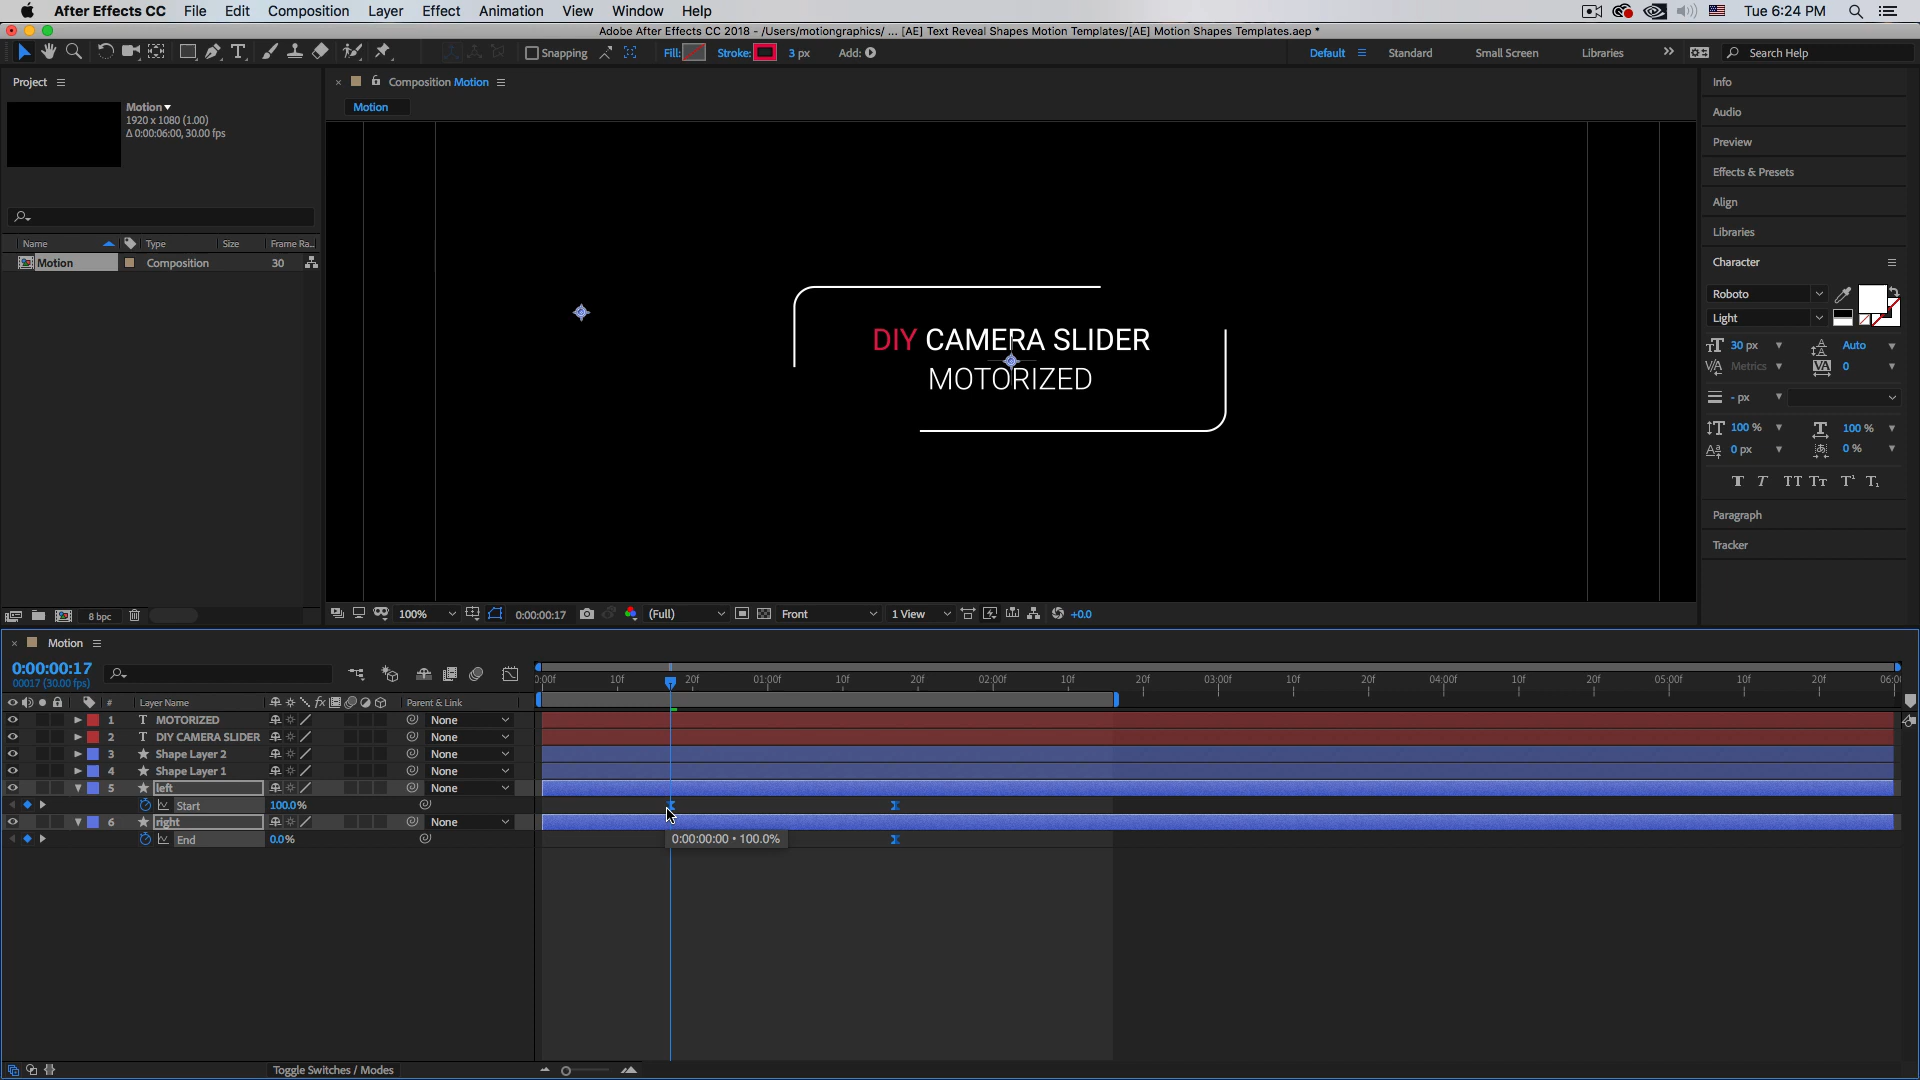 After Effects CC File Edit Composition Layer Effect Animation View Window Help Tue 6:24 PM
Adobe After Effects CC 2018 - /Users/motiongraphics/ ... [AE] Text Reveal Shapes Motion Templates/[AE] Motion Shapes Templates.aep *
Snapping Fill: Stroke: 3 px Add: Default Standard Small Screen Libraries Search Help
Project
Motion
1920 x 1080 (1.00)
Δ 0:00:06:00, 30.00 fps
Name Type Size Frame Ra...
Motion Composition 30
8 bpc
Composition Motion
Motion
DIY CAMERA SLIDER
MOTORIZED
100% 0:00:00:17 (Full) Front 1 View +0.0
Info
Audio
Preview
Effects & Presets
Align
Libraries
Character
Roboto
Light
30 px Auto
Metrics 0
- px
100 % 100 %
0 px 0 %
Paragraph
Tracker
Motion
0:00:00:17
00017 (30.00 fps)
# Layer Name Parent & Link
:00f 10f 20f 01:00f 10f 20f 02:00f 10f 20f 03:00f 10f 20f 04:00f 10f 20f 05:00f 10f 20f 06:00
1 T MOTORIZED None
2 T DIY CAMERA SLIDER None
3 Shape Layer 2 None
4 Shape Layer 1 None
5 left None
Start 100.0%
6 right None
End 0.0%
0:00:00:00 • 100.0%
Toggle Switches / Modes